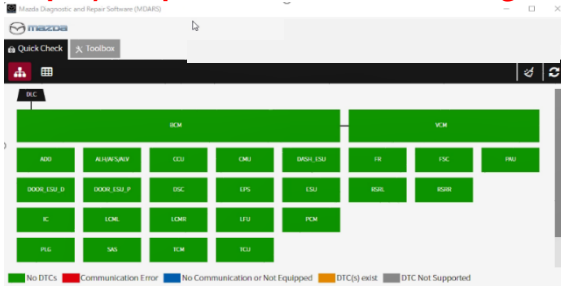 Mazda Diagnostic and Repair Software (MDARS)
mazda
Quick Check Toolbox
DLC
BCM VCM
ADD ALH/AFS/ALV CCU CMU DASH_ESU FR FSC PKU
DOOR_ESU_D DOOR_ESU_P DSC EPS ESU RSRL RSRR
IC LCML LCMR LFU PCM
PLG SAS TCM TCU
No DTCs Communication Error No Communication or Not Equipped DTC(s) exist DTC Not Supported